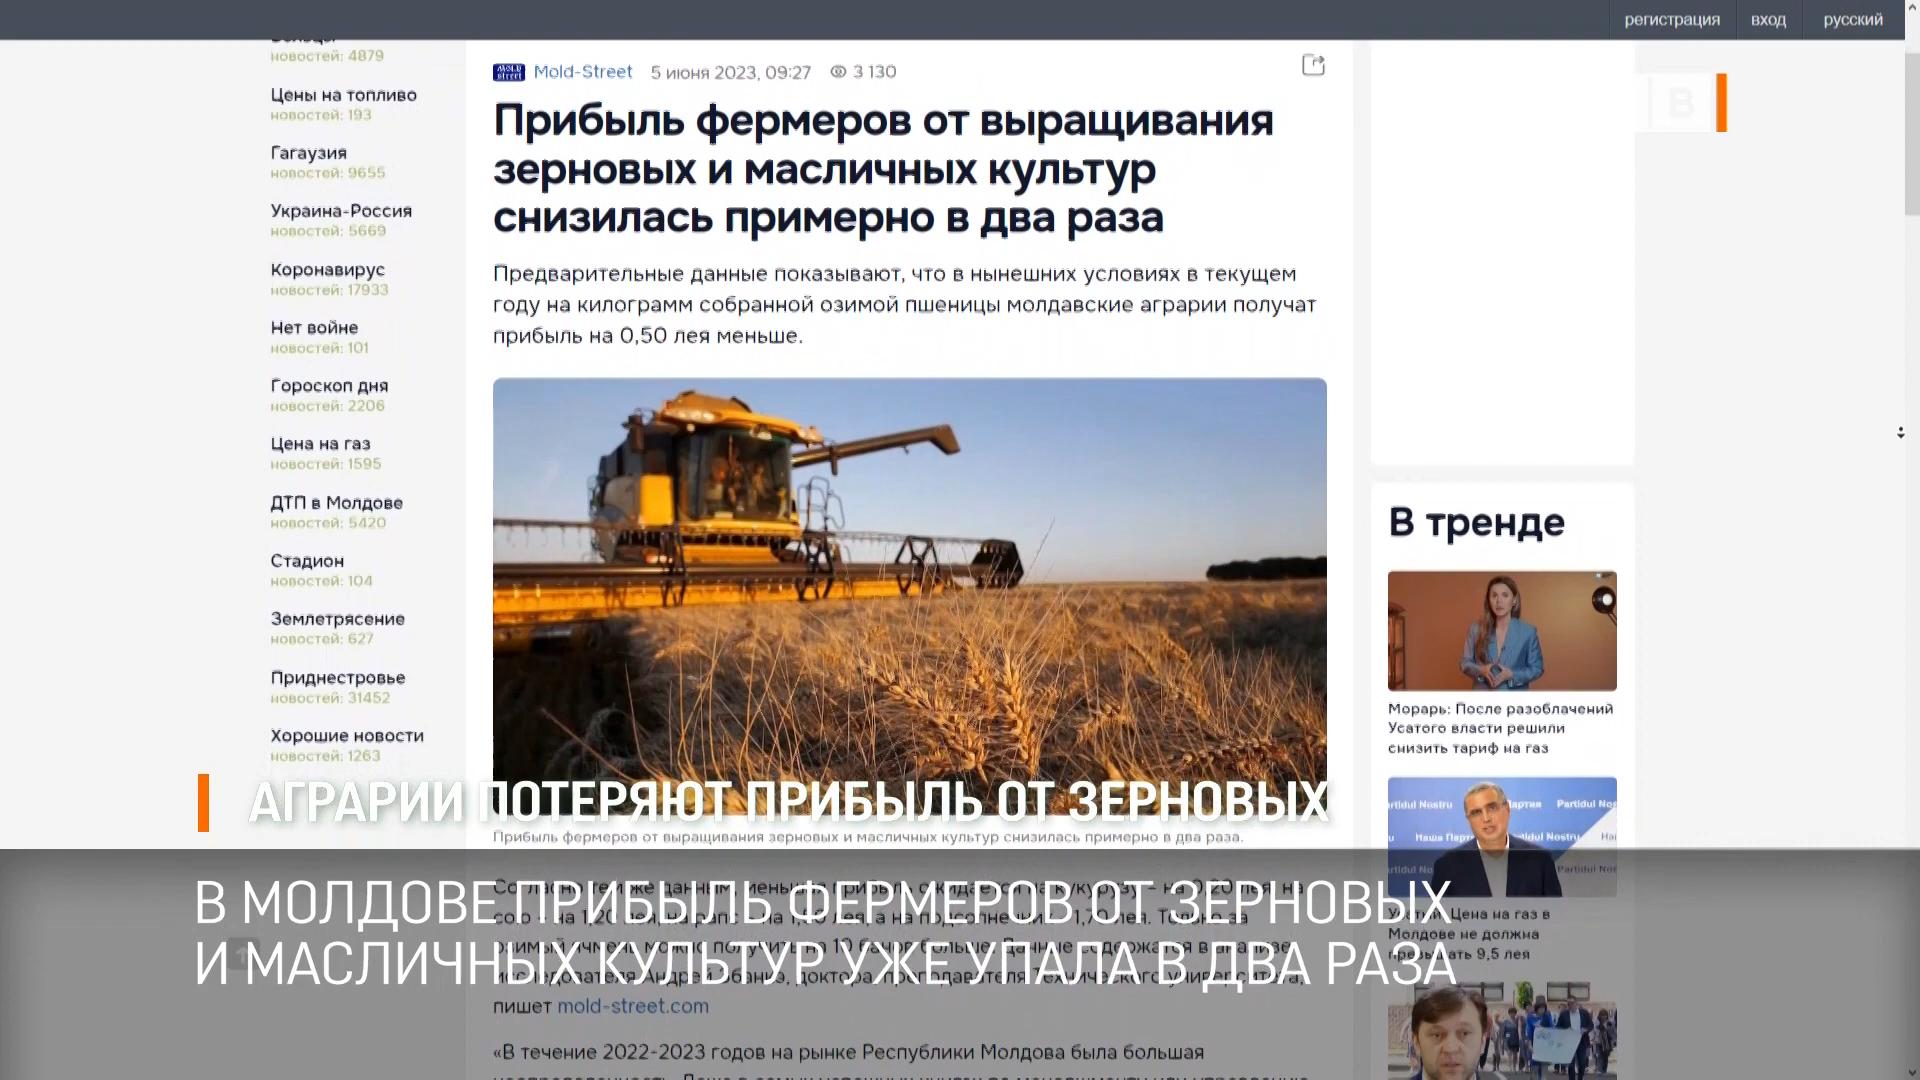 регистрация
вход
русский
новостей: 4879
Цены на топливо
новостей: 193
Гагаузия
новостей: 9655
Украина-Россия
новостей: 5669
Коронавирус
новостей: 17933
Нет войне
новостей: 101
Гороскоп дня
новостей: 2206
Цена на газ
новостей: 1595
ДТП в Молдове
новостей: 5420
Стадион
новостей: 104
Землетрясение
новостей: 627
Приднестровье
новостей: 31452
Хорошие новости
новостей: 1263
Mold-Street 5 июня 2023, 09:27 3 130
Прибыль фермеров от выращивания
зерновых и масличных культур
снизилась примерно в два раза
Предварительные данные показывают, что в нынешних условиях в текущем
году на килограмм собранной озимой пшеницы молдавские аграрии получат
прибыль на 0,50 лея меньше.
В
В тренде
Морарь: После разоблачений
Усатого власти решили
снизить тариф на газ
Partidul Nostru
Наша
Цена на газ в
Молдове не должна
превышать 9,5 лея
АГРАРИИ ПОТЕРЯЮТ ПРИБЫЛЬ ОТ ЗЕРНОВЫХ
Прибыль фермеров от выращивания зерновых и масличных культур снизилась примерно в два раза.
В МОЛДОВЕ ПРИБЫЛЬ ФЕРМЕРОВ ОТ ЗЕРНОВЫХ
И МАСЛИЧНЫХ КУЛЬТУР УЖЕ УПАЛА В ДВА РАЗА
пишет mold-street.com
«В течение 2022-2023 годов на рынке Республики Молдова была большая